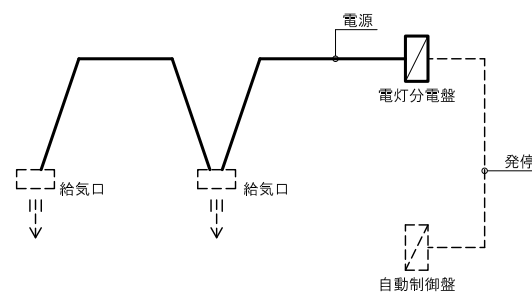 電源
電灯分電盤
発停
給気口
給気口
自動制御盤